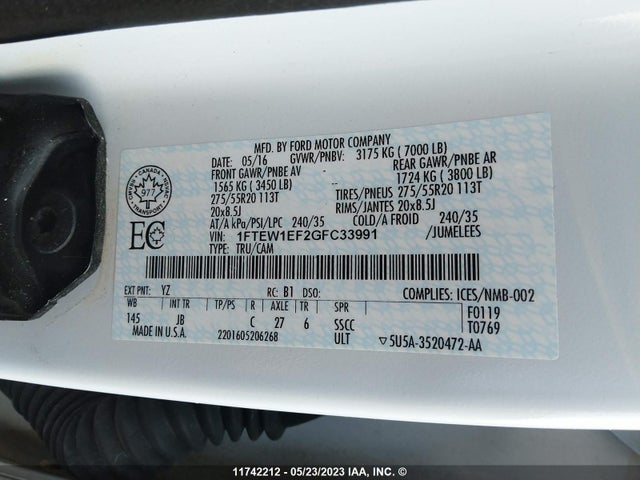 MFD. BY FORD MOTOR COMPANY
DATE: 05/16 GVWR/PNBV: 3175 KG ( 7000 LB)
FRONT GAWR/PNBE AV REAR GAWR/PNBE AR
1565 KG ( 3450 LB) 1724 KG ( 3800 LB)
275/55R20 113T TIRES/PNEUS 275/55R20 113T
20x8.5J RIMS/JANTES 20x8.5J
AT/A kPa/PSI/LPC 240/35 COLD/A FROID 240/35
VIN: 1FTEW1EF2GFC33991 /JUMELEES
TYPE: TRU/CAM
CANADA
977
EC
EXT PNT: YZ RC: B1 DSO: COMPLIES: ICES/NMB-002
WB INT TR TP/PS R AXLE TR SPR F0119
145 JB C 27 6 SSCC T0769
MADE IN U.S.A. 2201605206268 ULT ▽5U5A-3520472-AA
11742212 - 05/23/2023 IAA, Inc. ©